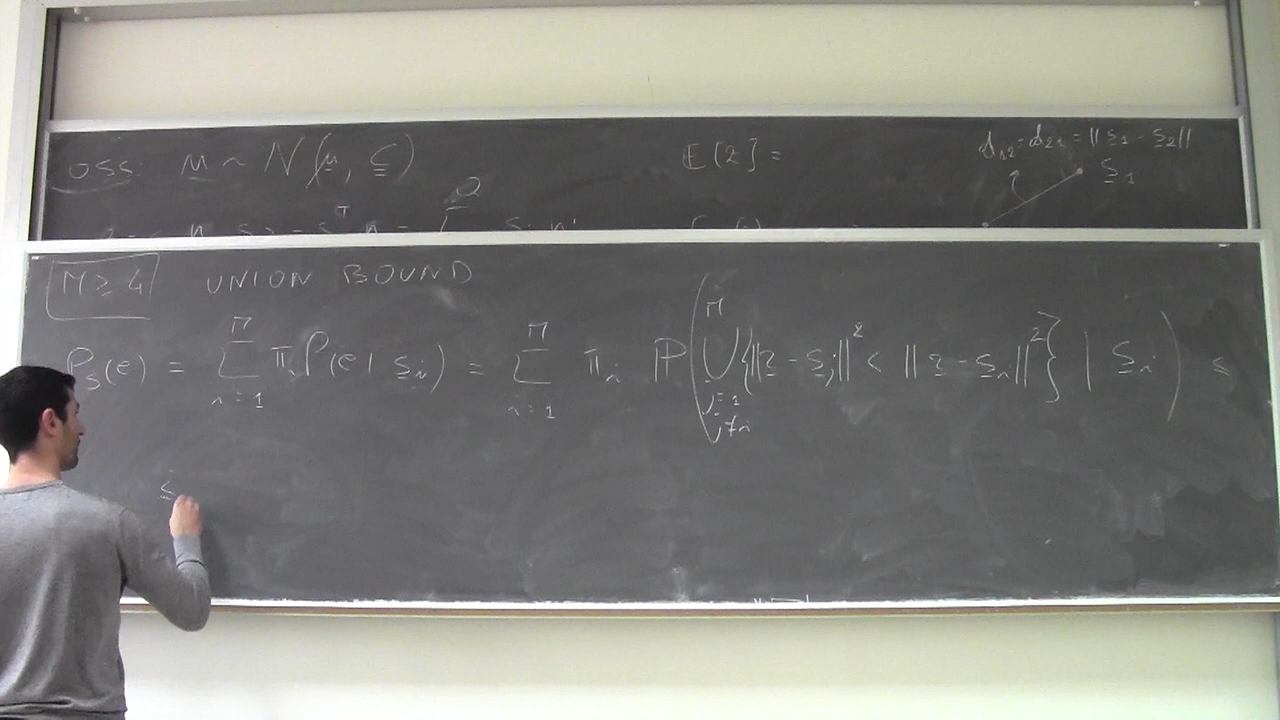 oss: n ~ N(μ, C)
E[z] =
d₁₂ = d₂₁ = ||s₁ - s₂||
s₁
M ≥ 4 UNION BOUND
Pₛ(e) = Σ_{i=1}^{M} πᵢ P(e | sᵢ) = Σ_{i=1}^{M} πᵢ P( ⋃_{j=1, j≠i}^{M} {||z - sⱼ||² < ||z - sᵢ||²} | sᵢ ) ≤
≤